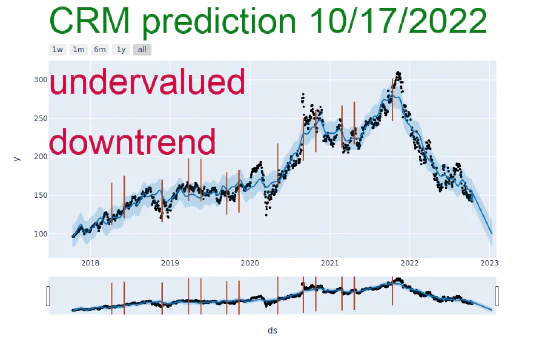 CRM prediction 10/17/2022
1w 1m 6m 1y all
undervalued
downtrend
y
300
250
200
150
100
2018 2019 2020 2021 2022 2023
ds